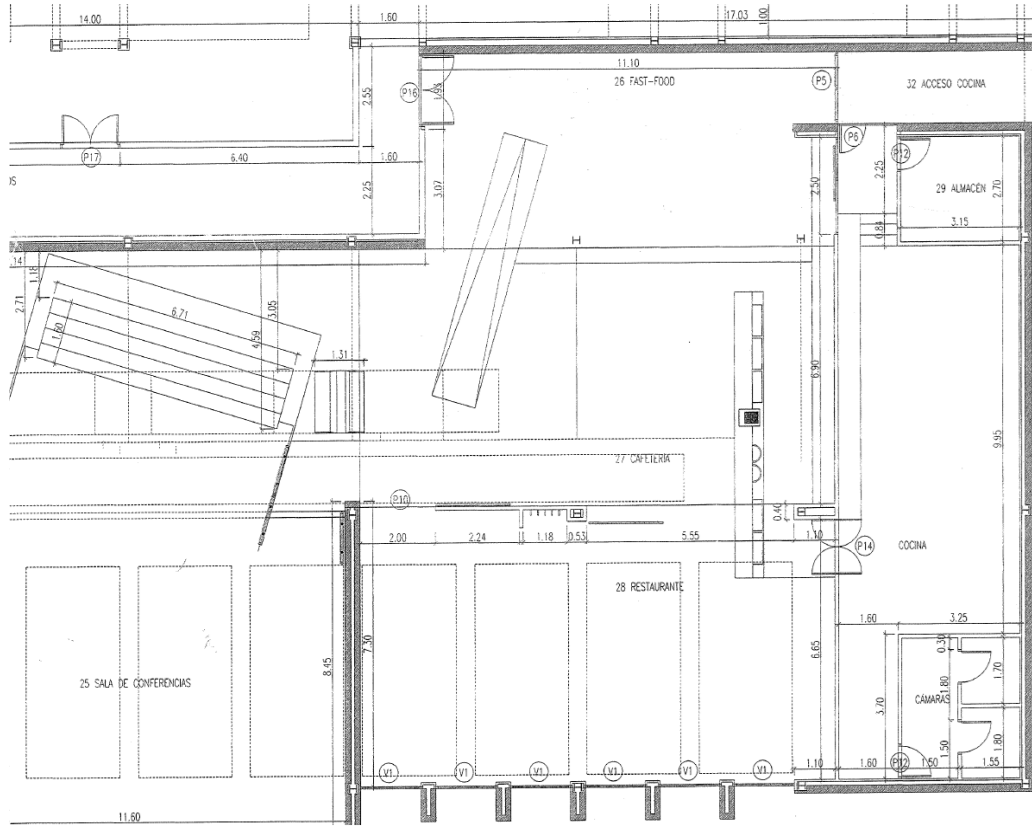 14.00
1.60
17.03
1.00
11.10
26 FAST-FOOD
P5
32 ACCESO COCINA
P16
1.95
2.55
P17
6.40
1.60
P6
P12
2.25
2.50
29 ALMACÉN
2.70
3.15
OS
2.25
3.07
0.84
.14
1.18
2.71
6.71
1.60
4.59
3.05
1.31
6.90
9.95
27 CAFETERIA
P10
0.40
2.00
2.24
1.18
0.53
5.55
1.10
P14
COCINA
28 RESTAURANTE
1.60
3.25
8.45
7.30
6.65
0.30
25 SALA DE CONFERENCIAS
3.70
1.80
1.70
CÁMARAS
1.50
1.80
V1.
V1
V1.
V1
V1
V1.
1.10
1.60
P12
1.50
1.55
11.60